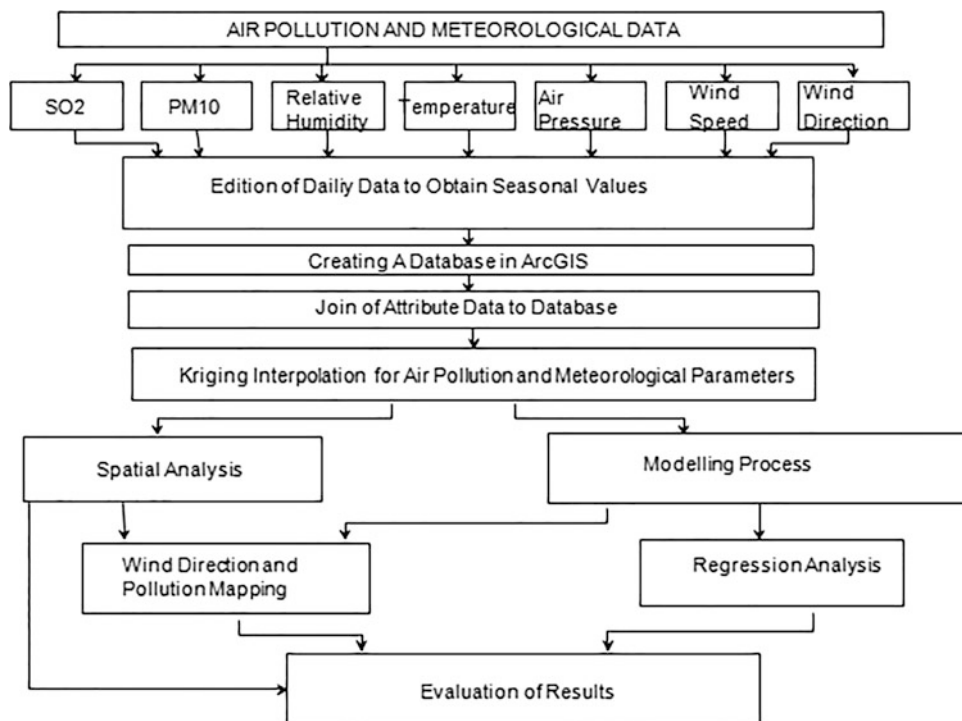 AIR POLLUTION AND METEOROLOGICAL DATA
SO2
PM10
Relative
Humidity
Temperature
Air
Pressure
Wind
Speed
Wind
Direction
Edition of Dailiy Data to Obtain Seasonal Values
Creating A Database in ArcGIS
Join of Attribute Data to Database
Kriging Interpolation for Air Pollution and Meteorological Parameters
Spatial Analysis
Modelling Process
Wind Direction and
Pollution Mapping
Regression Analysis
Evaluation of Results